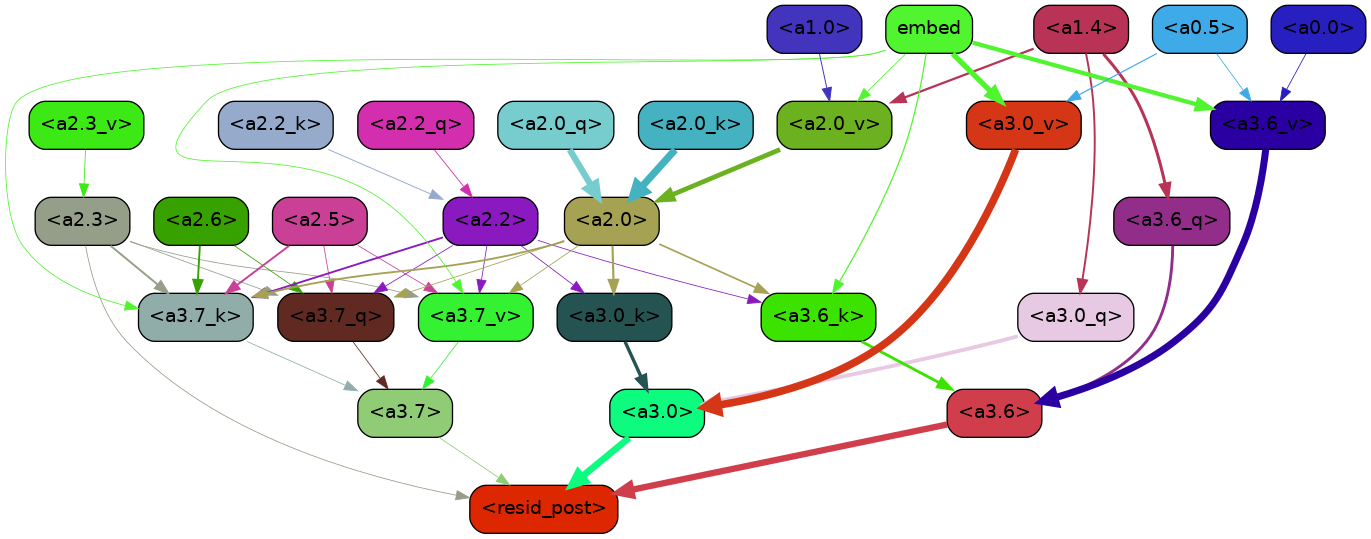 <a1.0> embed <a1.4> <a0.5> <a0.0>
<a2.3_v> <a2.2_k> <a2.2_q> <a2.0_q> <a2.0_k> <a2.0_v> <a3.0_v> <a3.6_v>
<a2.3> <a2.6> <a2.5> <a2.2> <a2.0> <a3.6_q>
<a3.7_k> <a3.7_q> <a3.7_v> <a3.0_k> <a3.6_k> <a3.0_q>
<a3.7> <a3.0> <a3.6>
<resid_post>